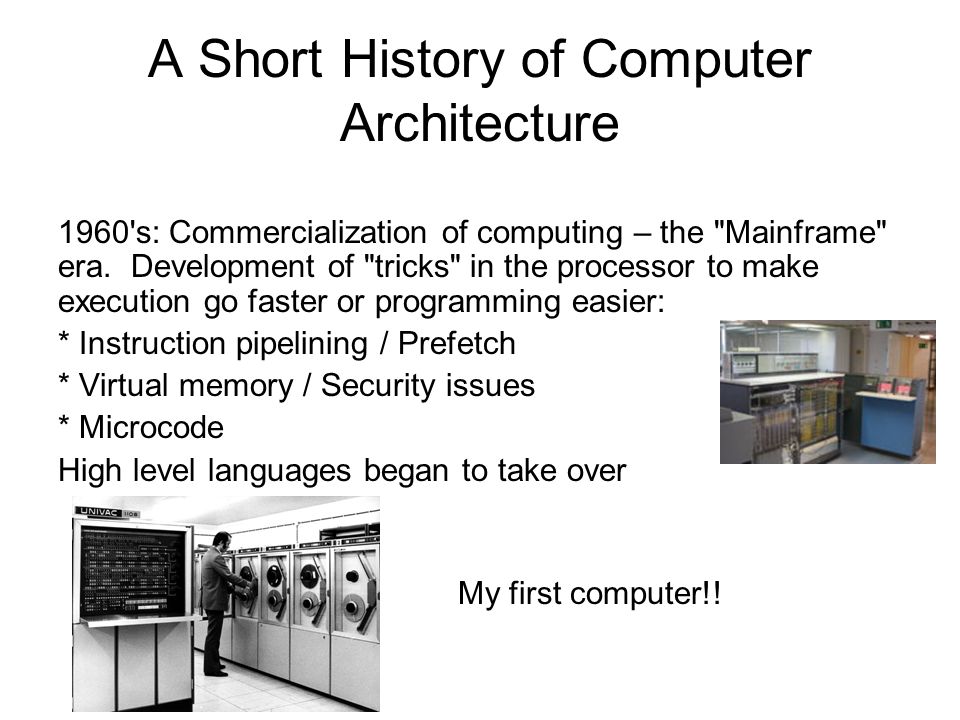 A Short History of Computer
Architecture
1960's: Commercialization of computing – the "Mainframe"
era.  Development of "tricks" in the processor to make
execution go faster or programming easier:
* Instruction pipelining / Prefetch
* Virtual memory / Security issues
* Microcode
High level languages began to take over
UNIVAC 1108
My first computer!!